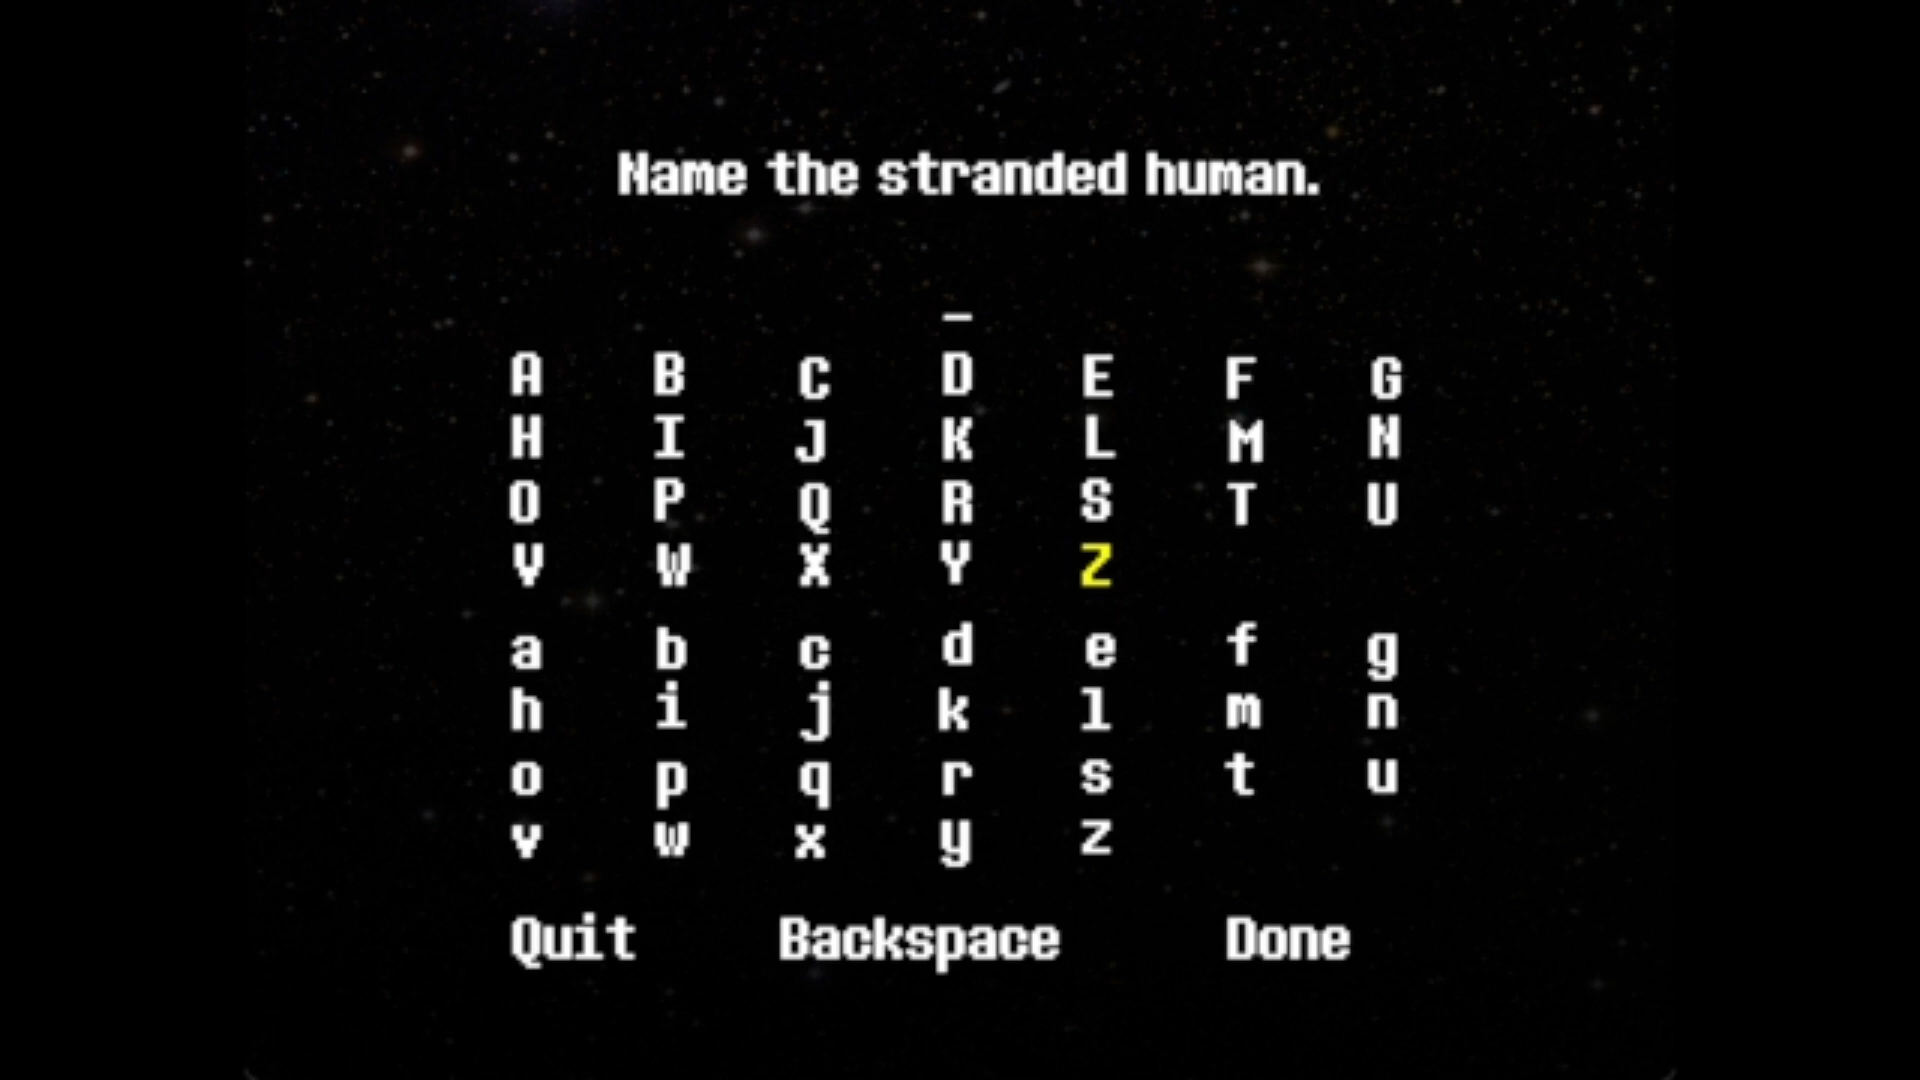 Name the stranded human.
_
A B C D E F G
H I J K L M N
O P Q R S T U
V W X Y Z
a b c d e f g
h i j k l m n
o p q r s t u
v w x y z
Quit Backspace Done